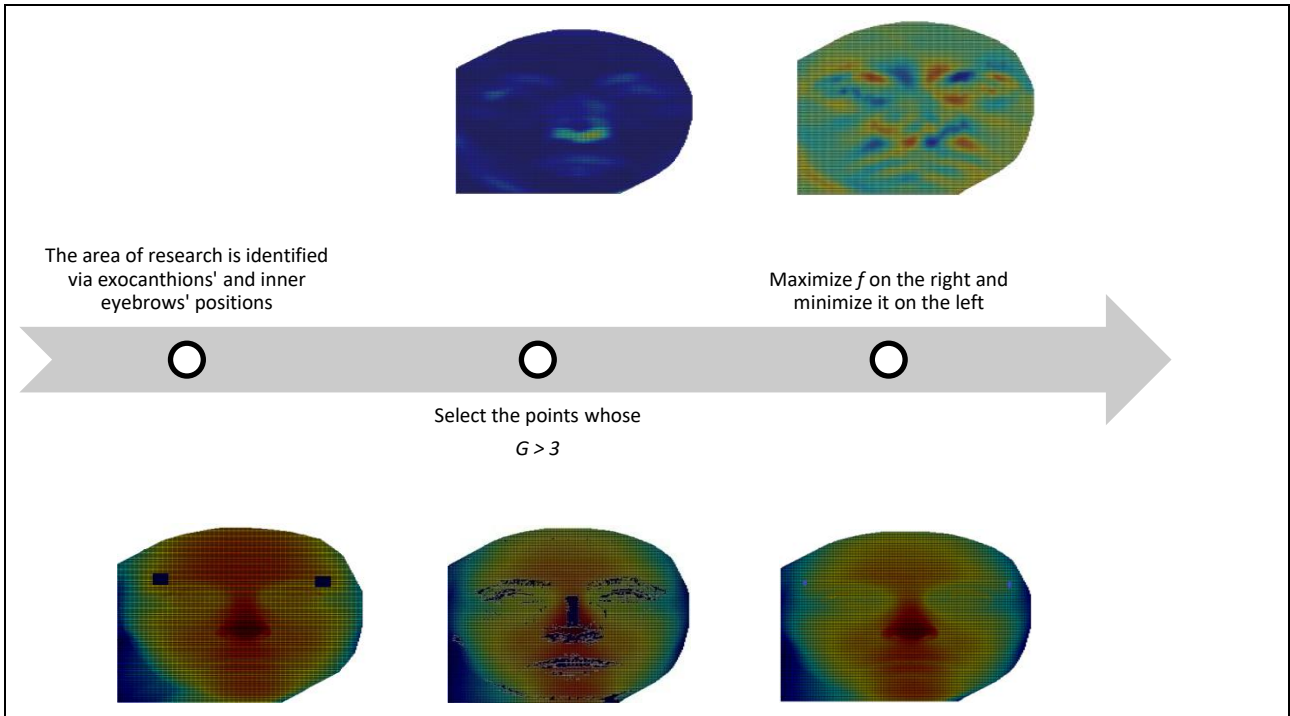 The area of research is identified
via exocanthions' and inner
eyebrows' positions
Select the points whose
G > 3
Maximize f on the right and
minimize it on the left